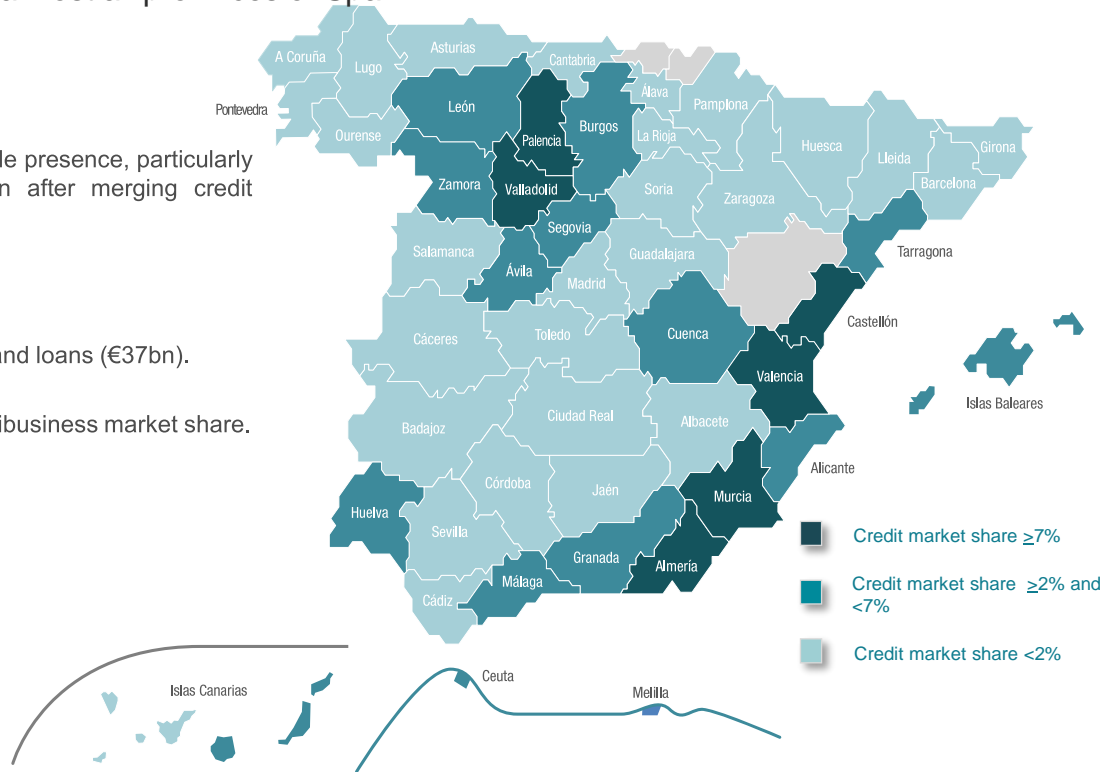 A Coruña
Lugo
Asturias
Cantabria
Pontevedra
Ourense
León
Palencia
Burgos
Álava
Pamplona
La Rioja
Huesca
Lleida
Girona
Barcelona
le presence, particularly
n after merging credit
Zamora
Valladolid
Soria
Zaragoza
Segovia
Salamanca
Ávila
Madrid
Guadalajara
Tarragona
and loans (€37bn).
Cáceres
Toledo
Cuenca
Castellón
Valencia
Islas Baleares
ibusiness market share.
Badajoz
Ciudad Real
Albacete
Alicante
Huelva
Sevilla
Córdoba
Jaén
Murcia
Granada
Almería
Málaga
Cádiz
Credit market share ≥7%
Credit market share ≥2% and
<7%
Credit market share <2%
Islas Canarias
Ceuta
Melilla